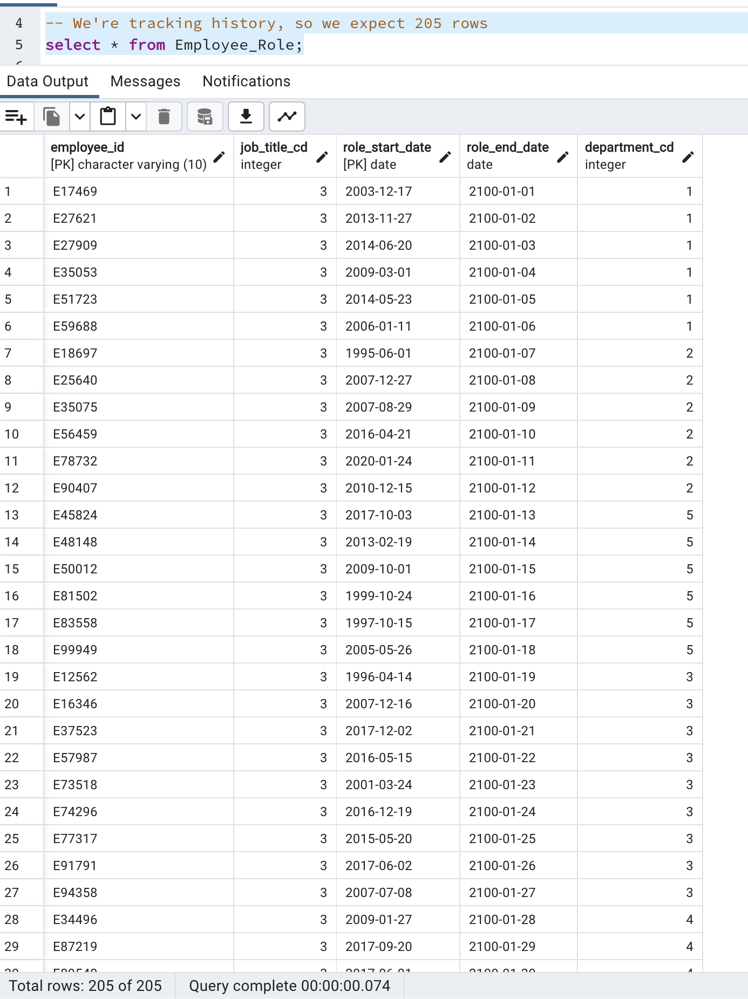 4 -- We're tracking history, so we expect 205 rows
5 select * from Employee_Role;
Data Output Messages Notifications
employee_id job_title_cd role_start_date role_end_date department_cd
[PK] character varying (10) integer [PK] date date integer
1 E17469 3 2003-12-17 2100-01-01 1
2 E27621 3 2013-11-27 2100-01-02 1
3 E27909 3 2014-06-20 2100-01-03 1
4 E35053 3 2009-03-01 2100-01-04 1
5 E51723 3 2014-05-23 2100-01-05 1
6 E59688 3 2006-01-11 2100-01-06 1
7 E18697 3 1995-06-01 2100-01-07 2
8 E25640 3 2007-12-27 2100-01-08 2
9 E35075 3 2007-08-29 2100-01-09 2
10 E56459 3 2016-04-21 2100-01-10 2
11 E78732 3 2020-01-24 2100-01-11 2
12 E90407 3 2010-12-15 2100-01-12 2
13 E45824 3 2017-10-03 2100-01-13 5
14 E48148 3 2013-02-19 2100-01-14 5
15 E50012 3 2009-10-01 2100-01-15 5
16 E81502 3 1999-10-24 2100-01-16 5
17 E83558 3 1997-10-15 2100-01-17 5
18 E99949 3 2005-05-26 2100-01-18 5
19 E12562 3 1996-04-14 2100-01-19 3
20 E16346 3 2007-12-16 2100-01-20 3
21 E37523 3 2017-12-02 2100-01-21 3
22 E57987 3 2016-05-15 2100-01-22 3
23 E73518 3 2001-03-24 2100-01-23 3
24 E74296 3 2016-12-19 2100-01-24 3
25 E77317 3 2015-05-20 2100-01-25 3
26 E91791 3 2017-06-02 2100-01-26 3
27 E94358 3 2007-07-08 2100-01-27 3
28 E34496 3 2009-01-27 2100-01-28 4
29 E87219 3 2017-09-20 2100-01-29 4
Total rows: 205 of 205 Query complete 00:00:00.074